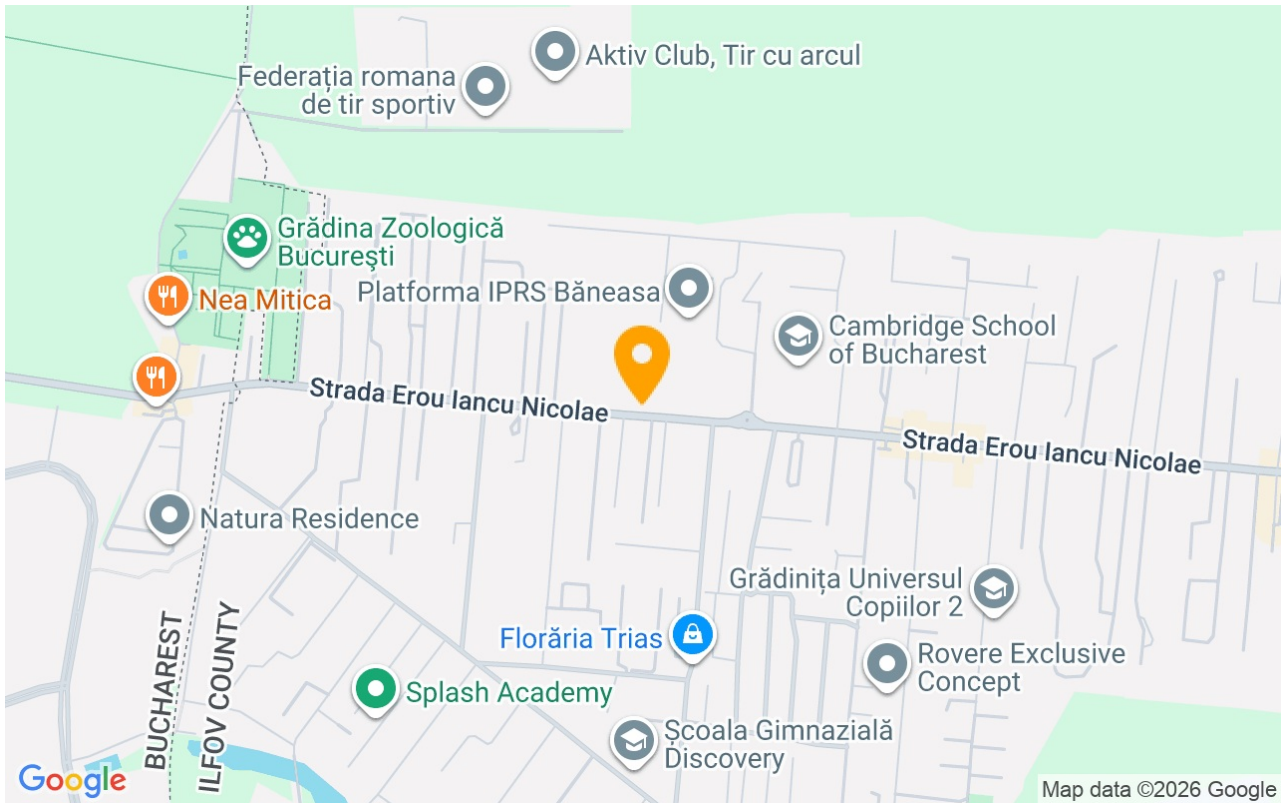 Aktiv Club, Tir cu arcul
Federația romana
de tir sportiv
Grădina Zoologică
București
Nea Mitica
Platforma IPRS Băneasa
Cambridge School
of Bucharest
Strada Erou Iancu Nicolae
Strada Erou Iancu Nicolae
Natura Residence
Grădinița Universul
Copiilor 2
BUCHAREST
ILFOV COUNTY
Florăria Trias
Rovere Exclusive
Concept
Splash Academy
Școala Gimnazială
Discovery
Google
Map data ©2026 Google